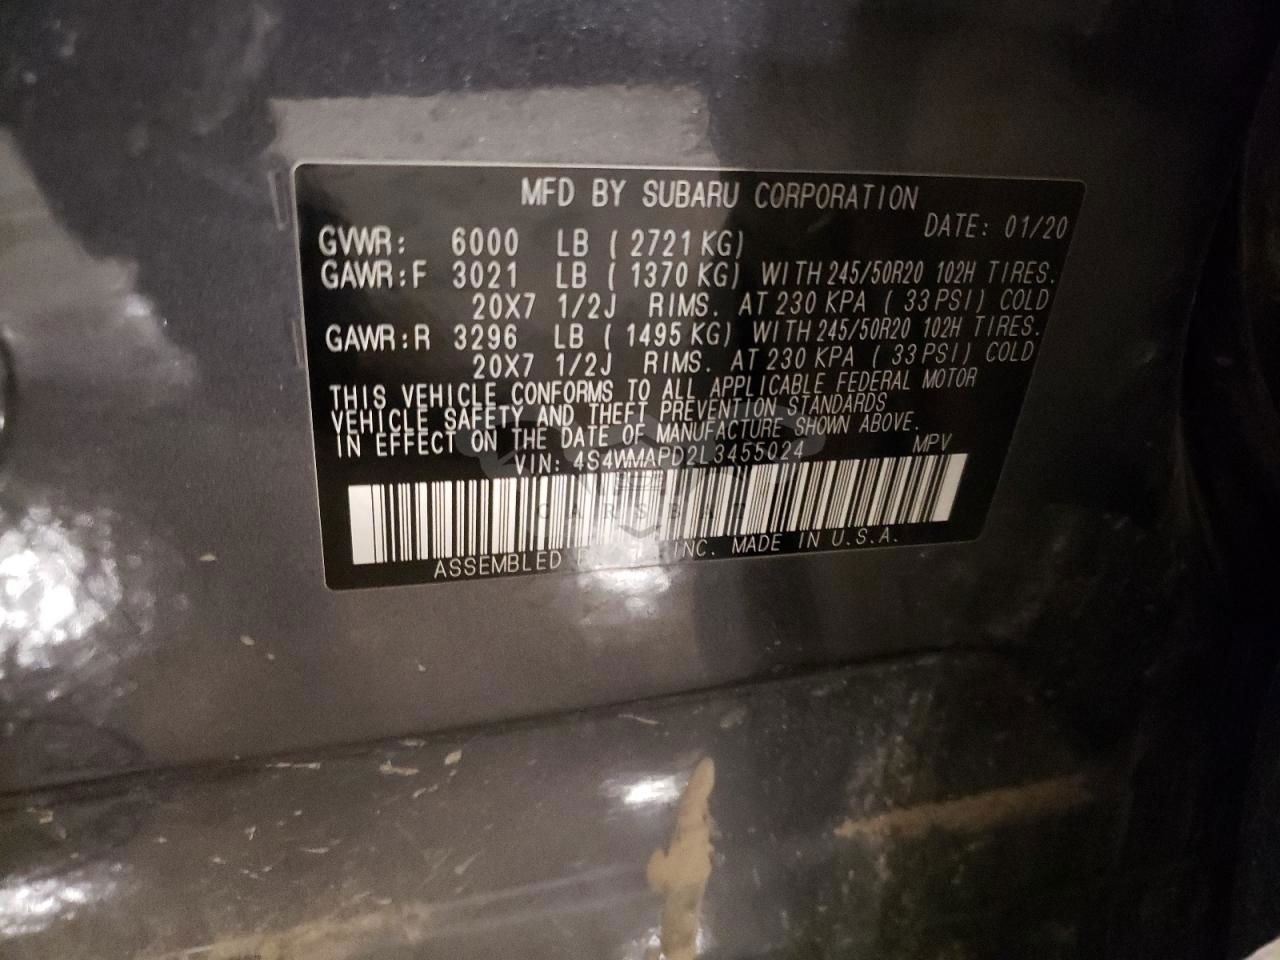 MFD BY SUBARU CORPORATION
DATE: 01/20
GVWR: 6000 LB ( 2721 KG)
GAWR:F 3021 LB ( 1370 KG) WITH 245/50R20 102H TIRES.
20X7 1/2J RIMS. AT 230 KPA ( 33 PSI) COLD
GAWR:R 3296 LB ( 1495 KG) WITH 245/50R20 102H TIRES.
20X7 1/2J RIMS. AT 230 KPA ( 33 PSI) COLD
THIS VEHICLE CONFORMS TO ALL APPLICABLE FEDERAL MOTOR
VEHICLE SAFETY AND THEFT PREVENTION STANDARDS
IN EFFECT ON THE DATE OF MANUFACTURE SHOWN ABOVE.
VIN: 4S4WMAPD2L3455024 MPV
CARSBAZ
ASSEMBLED INC. MADE IN U.S.A.